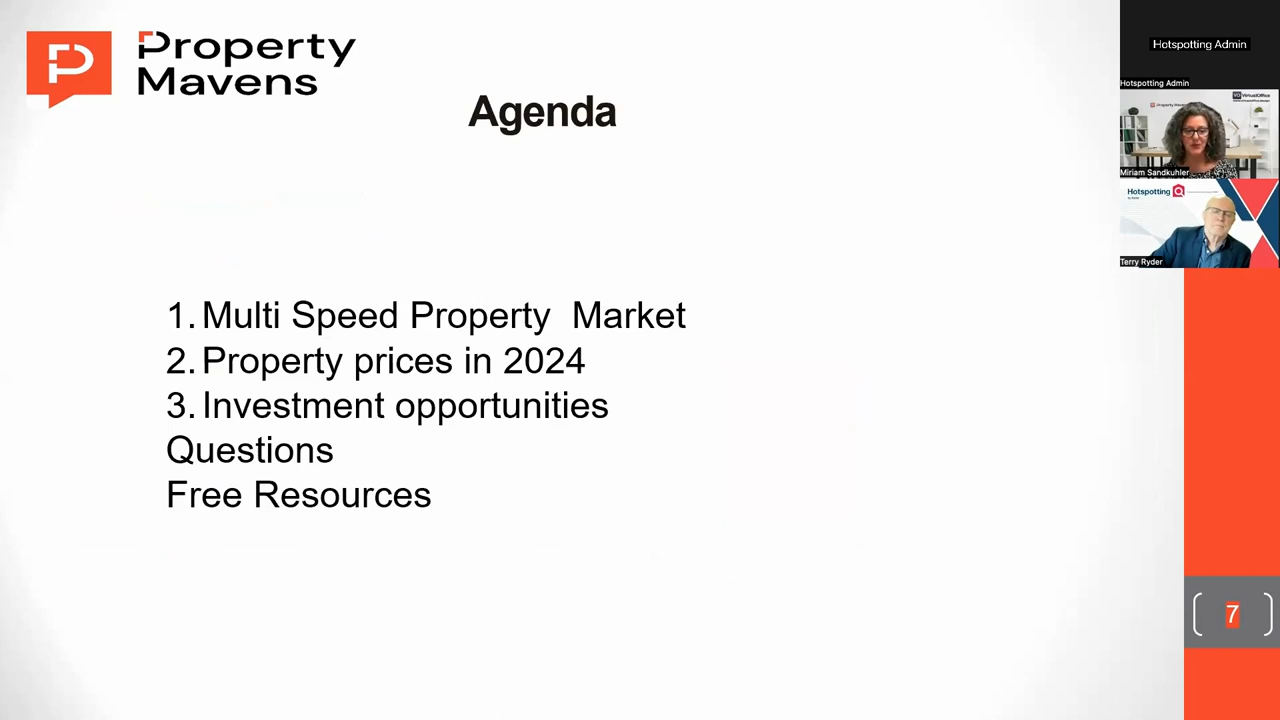 Property
Mavens
Agenda
1. Multi Speed Property Market
2. Property prices in 2024
3. Investment opportunities
Questions
Free Resources
7
Hotspotting Admin
Hotspotting Admin
VirtualOffice
Miriam Sandkuhler
Hotspotting
Terry Ryder